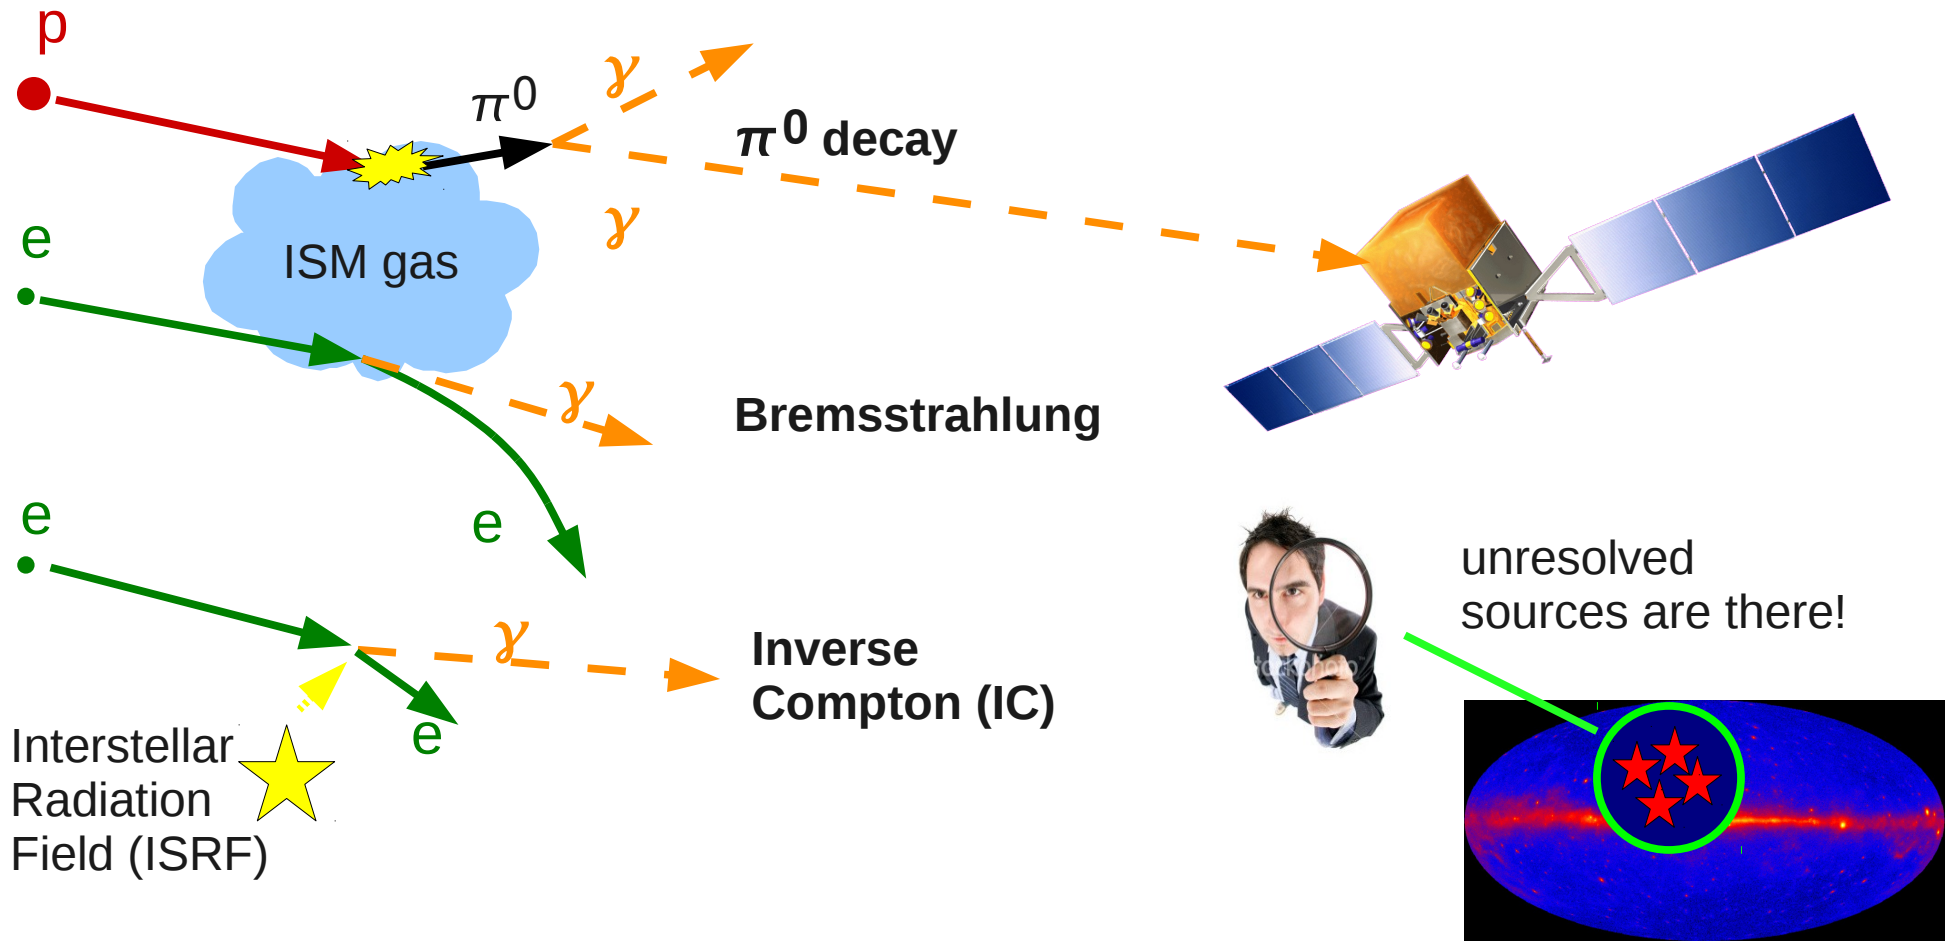 p
π⁰
γ
π⁰ decay
γ
e
ISM gas
γ
Bremsstrahlung
e
e
unresolved
sources are there!
γ
Inverse
Compton (IC)
e
Interstellar
Radiation
Field (ISRF)